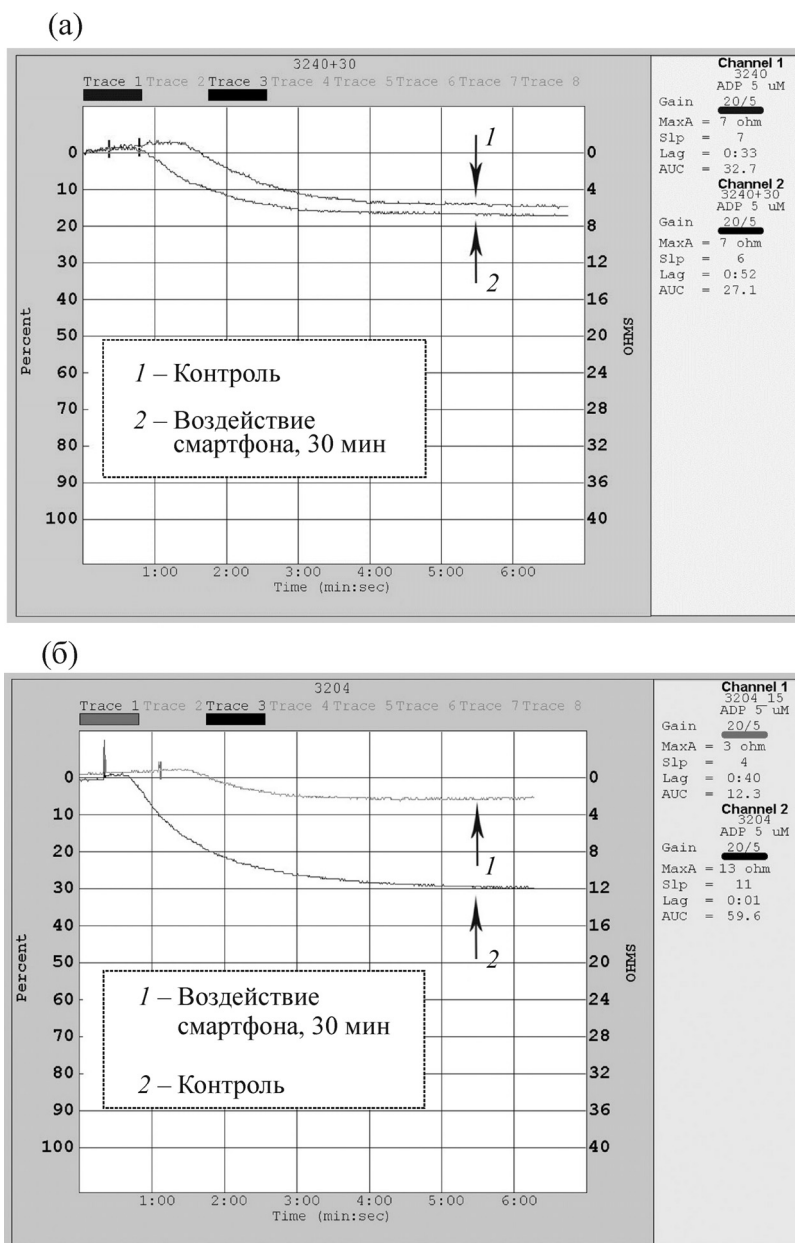 (а)
3240+30
Trace 1 Trace 2 Trace 3 Trace 4 Trace 5 Trace 6 Trace 7 Trace 8
0
10
20
30
40
50
60
70
80
90
100
Percent
0
4
8
12
16
20
24
28
32
36
40
OHMS
1
2
1 – Контроль
2 – Воздействие
смартфона, 30 мин
1:00 2:00 3:00 4:00 5:00 6:00
Time (min:sec)
Channel 1
3240
ADP 5 uM
Gain 20/5
MaxA = 7 ohm
Slp = 7
Lag = 0:33
AUC = 32.7
Channel 2
3240+30
ADP 5 uM
Gain 20/5
MaxA = 7 ohm
Slp = 6
Lag = 0:52
AUC = 27.1
(б)
3204
Trace 1 Trace 2 Trace 3 Trace 4 Trace 5 Trace 6 Trace 7 Trace 8
0
10
20
30
40
50
60
70
80
90
100
Percent
0
4
8
12
16
20
24
28
32
36
40
OHMS
1
2
1 – Воздействие
смартфона, 30 мин
2 – Контроль
1:00 2:00 3:00 4:00 5:00 6:00
Time (min:sec)
Channel 1
3204_15
ADP 5 uM
Gain 20/5
MaxA = 3 ohm
Slp = 4
Lag = 0:40
AUC = 12.3
Channel 2
3204
ADP 5 uM
Gain 20/5
MaxA = 13 ohm
Slp = 11
Lag = 0:01
AUC = 59.6